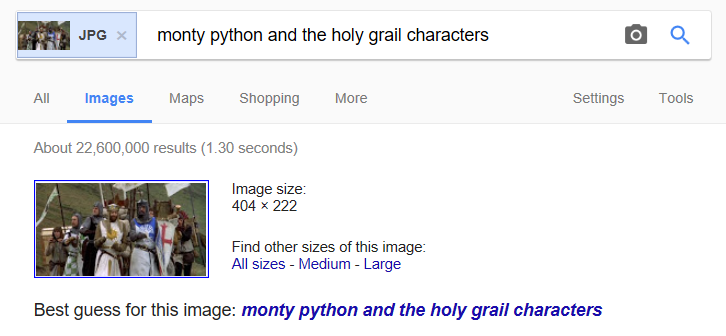 JPG × monty python and the holy grail characters
All Images Maps Shopping More Settings Tools
About 22,600,000 results (1.30 seconds)
Image size:
404 × 222
Find other sizes of this image:
All sizes - Medium - Large
Best guess for this image: monty python and the holy grail characters